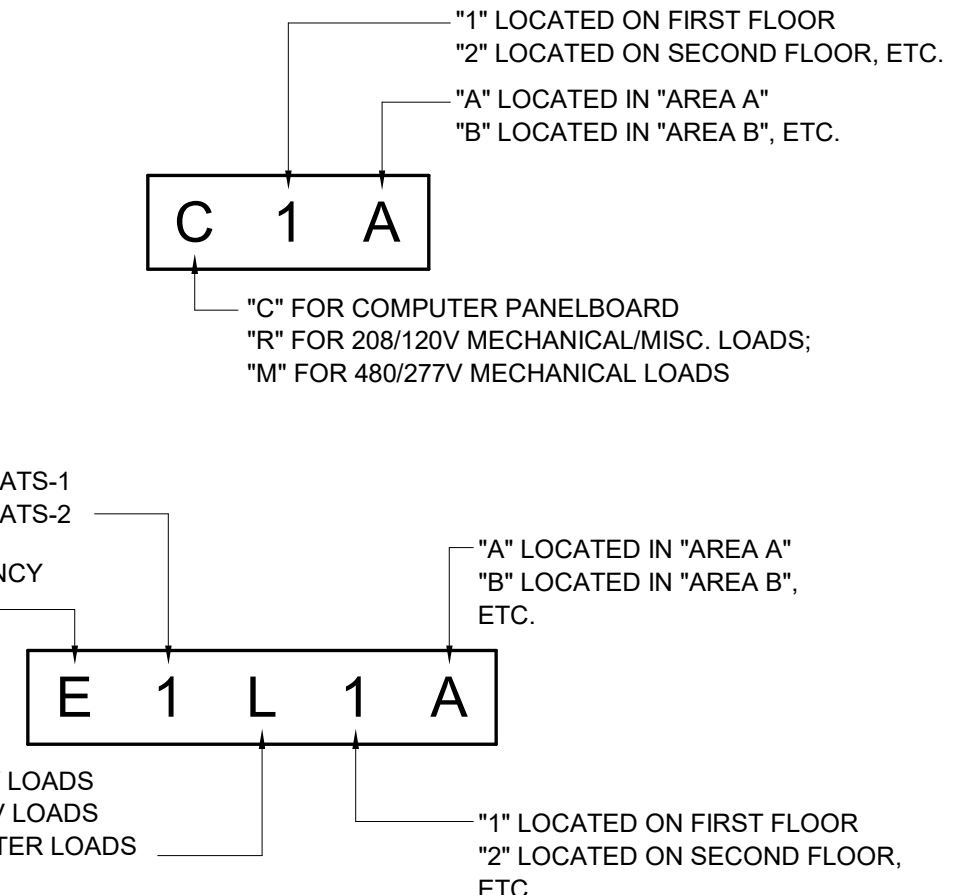 "1" LOCATED ON FIRST FLOOR
"2" LOCATED ON SECOND FLOOR, ETC.
"A" LOCATED IN "AREA A"
"B" LOCATED IN "AREA B", ETC.
C 1 A
"C" FOR COMPUTER PANELBOARD
"R" FOR 208/120V MECHANICAL/MISC. LOADS;
"M" FOR 480/277V MECHANICAL LOADS
ATS-1
ATS-2
NCY
"A" LOCATED IN "AREA A"
"B" LOCATED IN "AREA B",
ETC.
E 1 L 1 A
LOADS
V LOADS
TER LOADS
"1" LOCATED ON FIRST FLOOR
"2" LOCATED ON SECOND FLOOR,
ETC